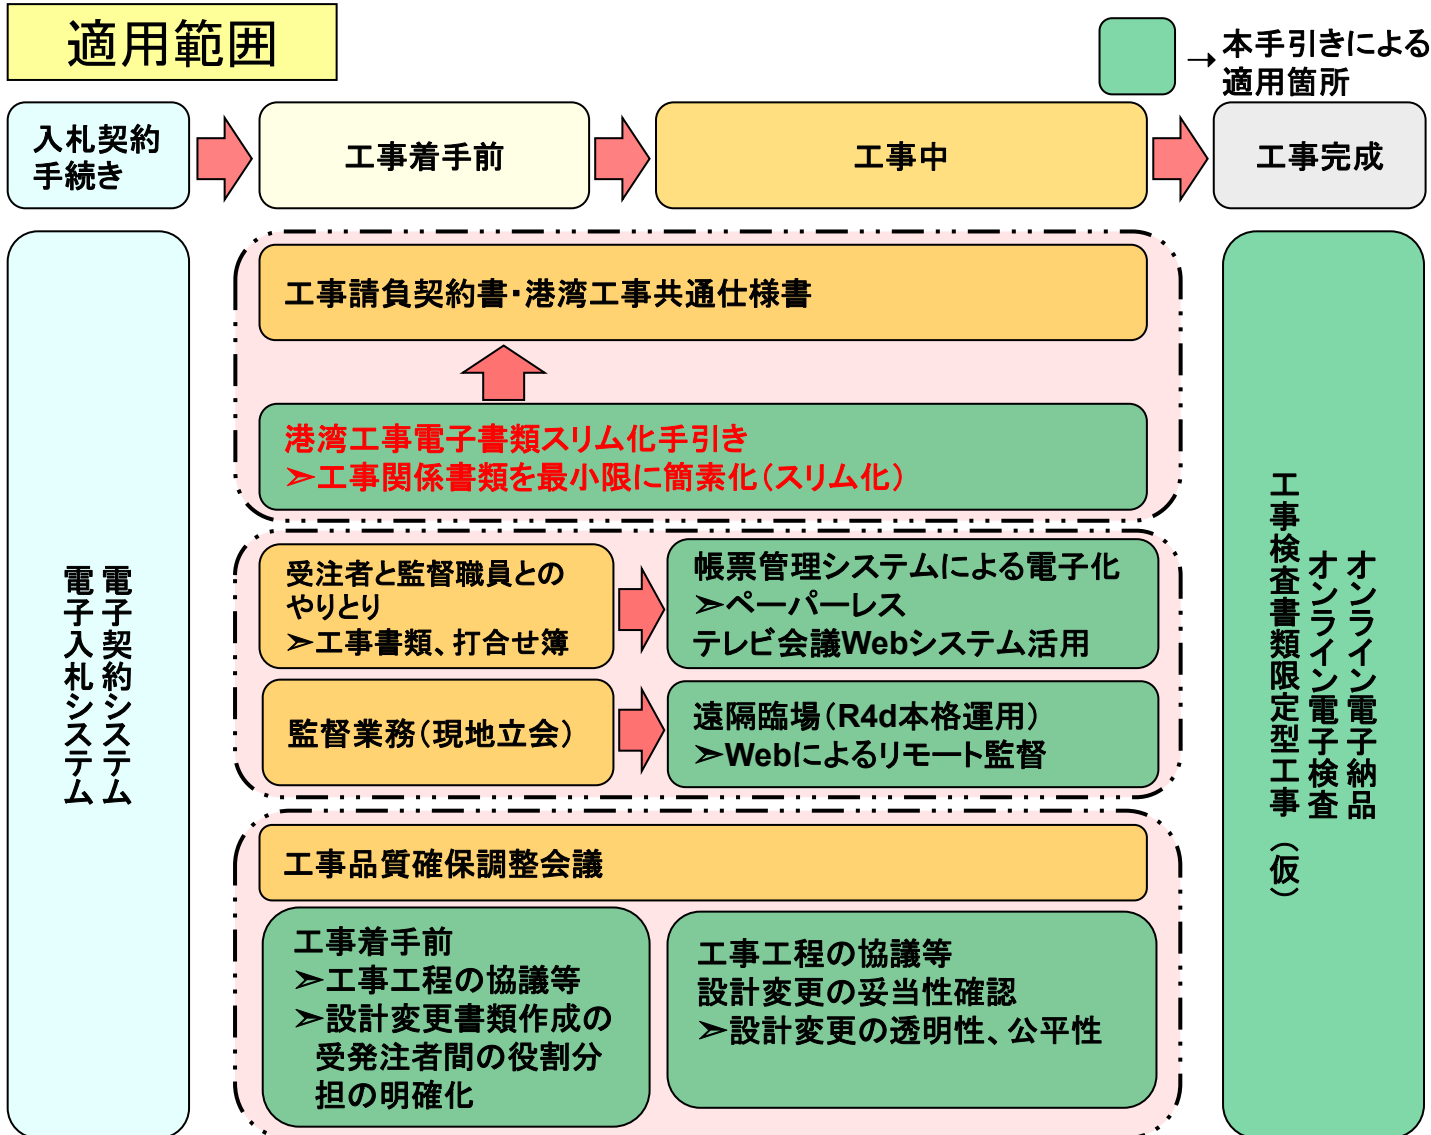 適用範囲
→ 本手引きによる
適用箇所
入札契約
手続き
工事着手前
工事中
工事完成
電子契約システム
電子入札システム
工事請負契約書・港湾工事共通仕様書
港湾工事電子書類スリム化手引き
➢工事関係書類を最小限に簡素化(スリム化)
受注者と監督職員との
やりとり
➢工事書類、打合せ簿
帳票管理システムによる電子化
➢ペーパーレス
テレビ会議Webシステム活用
監督業務(現地立会)
遠隔臨場(R4d本格運用)
➢Webによるリモート監督
工事品質確保調整会議
工事着手前
➢工事工程の協議等
➢設計変更書類作成の
受発注者間の役割分
担の明確化
工事工程の協議等
設計変更の妥当性確認
➢設計変更の透明性、公平性
オンライン電子納品
オンライン電子検査
工事検査書類限定型工事(仮)